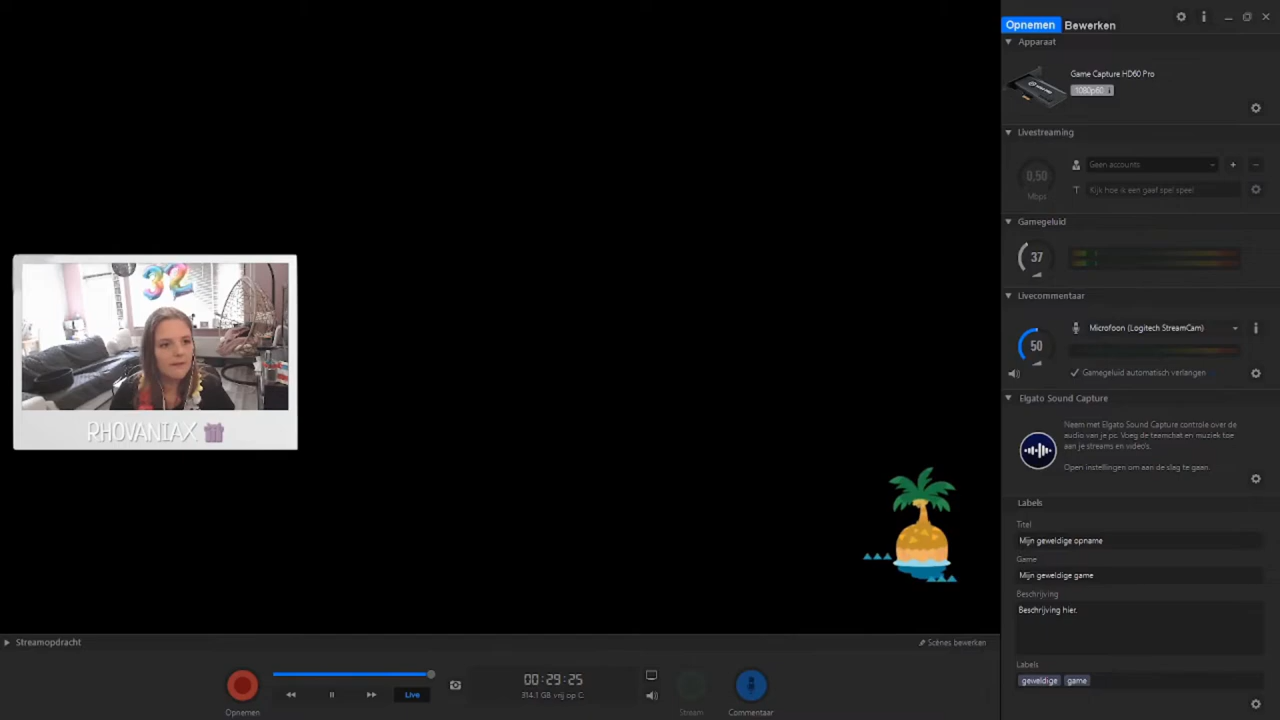 Opnemen Bewerken
Apparaat
Game Capture HD60 Pro
1080p60
Livestreaming
0,50
Mbps
Geen accounts
Kijk hoe ik een gaaf spel speel
Gamegeluid
37
Livecommentaar
50
Microfoon (Logitech StreamCam)
Gamegeluid automatisch verlangen
Elgato Sound Capture
Neem met Elgato Sound Capture controle over de
audio van je pc. Voeg de teamchat en muziek toe
aan je streams en video's.
Open instellingen om aan de slag te gaan.
Labels
Titel
Mijn geweldige opname
Game
Mijn geweldige game
Beschrijving
Beschrijving hier.
Labels
geweldige game
32
RHOVANIAX
Streamopdracht
Scènes bewerken
Opnemen
Live
00:29:25
314.1 GB vrij op C:
Stream
Commentaar